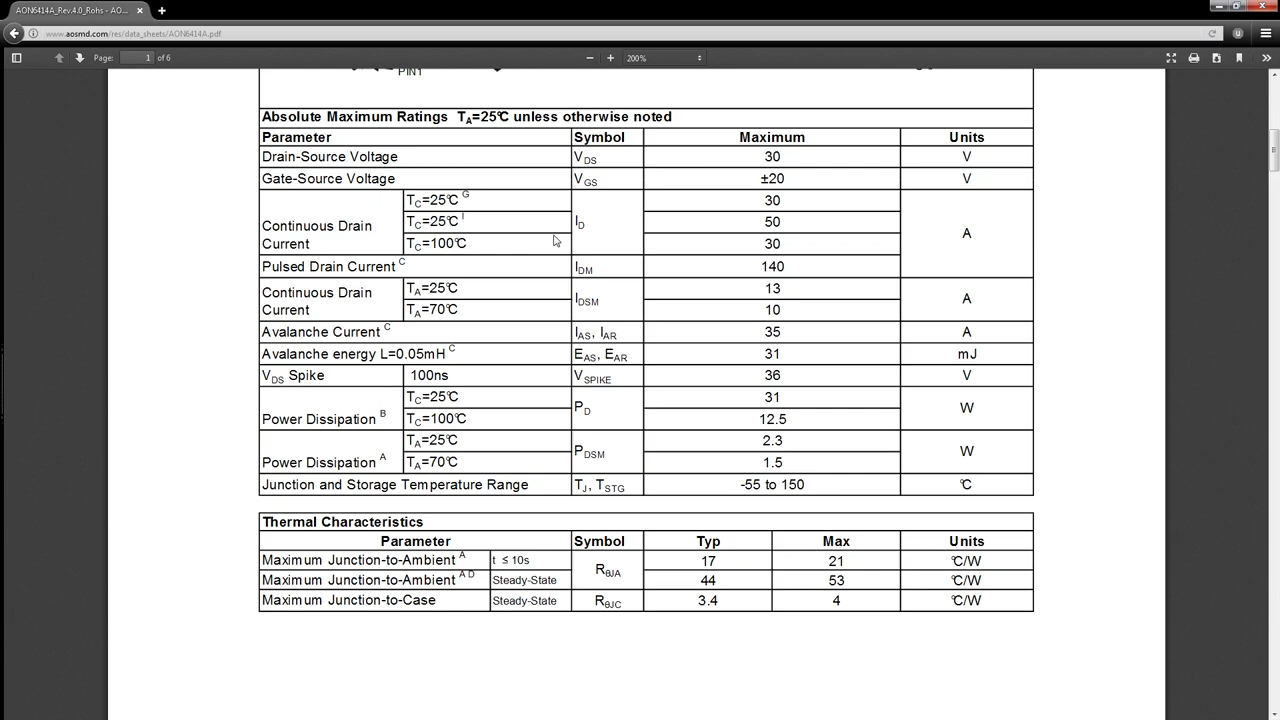 AON6414A_Rev.4.0_Rohs - AO...
www.aosmd.com/res/data_sheets/AON6414A.pdf
Page: 1 of 6
200%
PIN1
Absolute Maximum Ratings TA=25℃ unless otherwise noted
Parameter Symbol Maximum Units
Drain-Source Voltage VDS 30 V
Gate-Source Voltage VGS ±20 V
Continuous Drain Current TC=25℃ G ID 30 A
TC=25℃ I 50
TC=100℃ 30
Pulsed Drain Current C IDM 140
Continuous Drain Current TA=25℃ IDSM 13 A
TA=70℃ 10
Avalanche Current C IAS, IAR 35 A
Avalanche energy L=0.05mH C EAS, EAR 31 mJ
VDS Spike 100ns VSPIKE 36 V
Power Dissipation B TC=25℃ PD 31 W
TC=100℃ 12.5
Power Dissipation A TA=25℃ PDSM 2.3 W
TA=70℃ 1.5
Junction and Storage Temperature Range TJ, TSTG -55 to 150 ℃
Thermal Characteristics
Parameter Symbol Typ Max Units
Maximum Junction-to-Ambient A t ≤ 10s RθJA 17 21 ℃/W
Maximum Junction-to-Ambient A D Steady-State 44 53 ℃/W
Maximum Junction-to-Case Steady-State RθJC 3.4 4 ℃/W